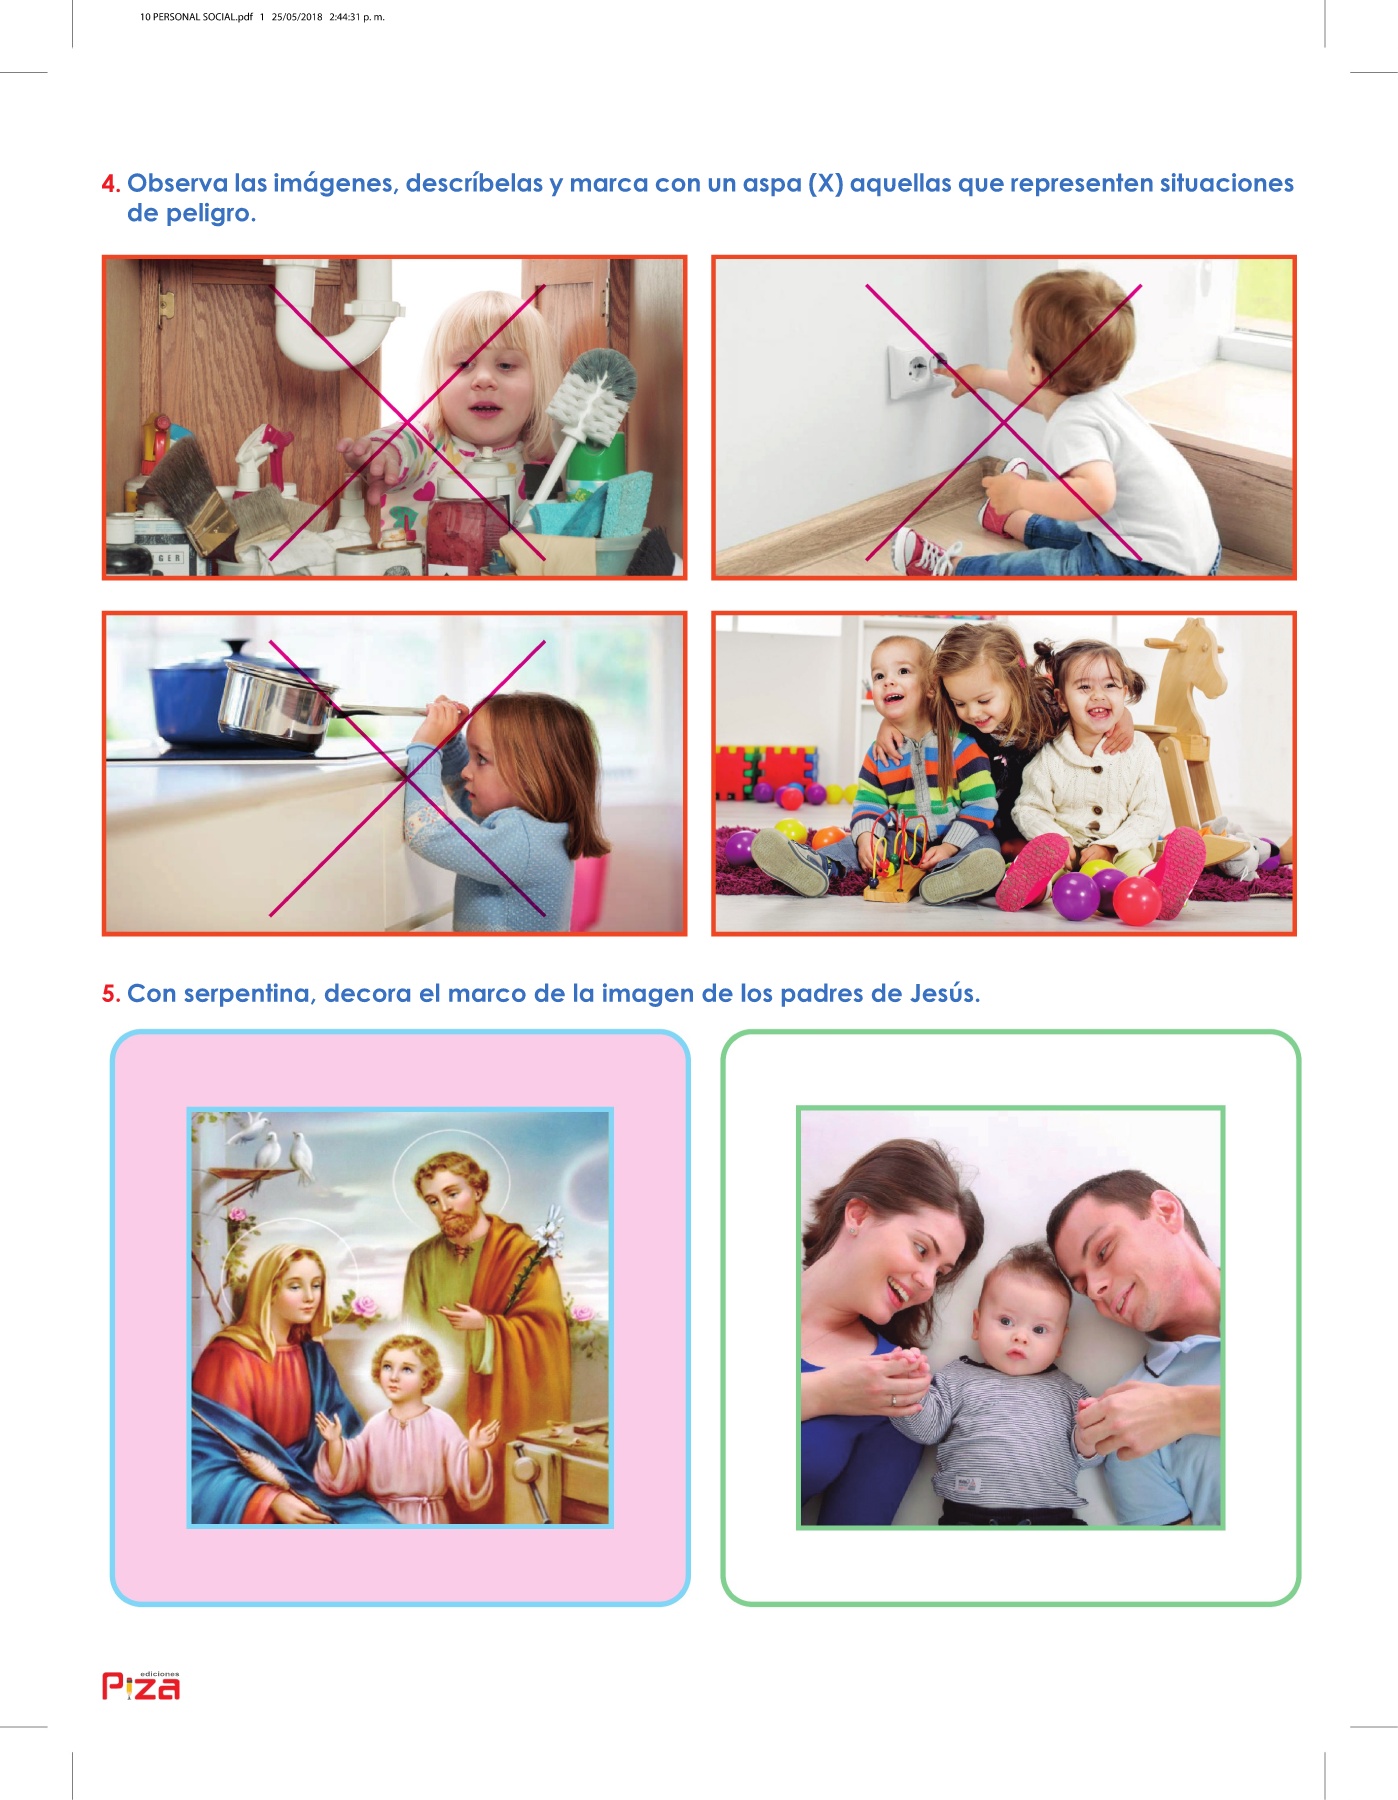 10 PERSONAL SOCIAL.pdf 1 25/05/2018 2:44:31 p. m.
4. Observa las imágenes, descríbelas y marca con un aspa (X) aquellas que representen situaciones
de peligro.
GER
5. Con serpentina, decora el marco de la imagen de los padres de Jesús.
ediciones
Piza